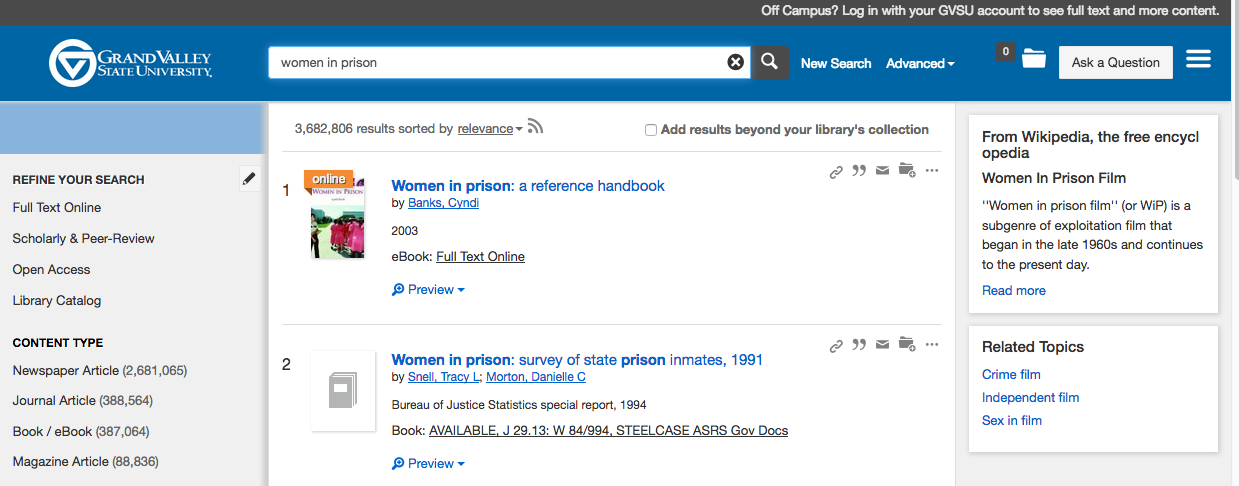 Off Campus? Log in with your GVSU account to see full text and more content.
GRAND VALLEY
STATE UNIVERSITY.
women in prison
New Search
Advanced
0
Ask a Question
REFINE YOUR SEARCH
Full Text Online
Scholarly & Peer-Review
Open Access
Library Catalog
CONTENT TYPE
Newspaper Article (2,681,065)
Journal Article (388,564)
Book / eBook (387,064)
Magazine Article (88,836)
3,682,806 results sorted by relevance
Add results beyond your library's collection
1
online
WOMEN IN PRISON
Women in prison: a reference handbook
by Banks, Cyndi
2003
eBook: Full Text Online
Preview
2
Women in prison: survey of state prison inmates, 1991
by Snell, Tracy L; Morton, Danielle C
Bureau of Justice Statistics special report, 1994
Book: AVAILABLE, J 29.13: W 84/994, STEELCASE ASRS Gov Docs
Preview
From Wikipedia, the free encycl
opedia
Women In Prison Film
''Women in prison film'' (or WiP) is a
subgenre of exploitation film that
began in the late 1960s and continues
to the present day.
Read more
Related Topics
Crime film
Independent film
Sex in film